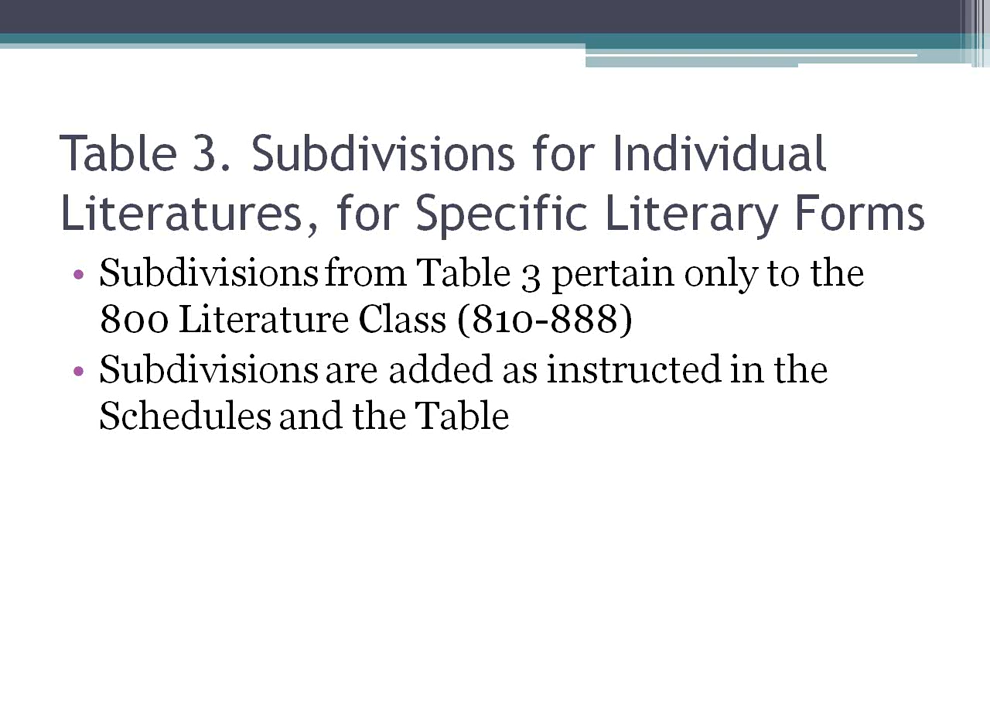 Table 3. Subdivisions for Individual
Literatures, for Specific Literary Forms
• Subdivisions from Table 3 pertain only to the
800 Literature Class (810-888)
• Subdivisions are added as instructed in the
Schedules and the Table